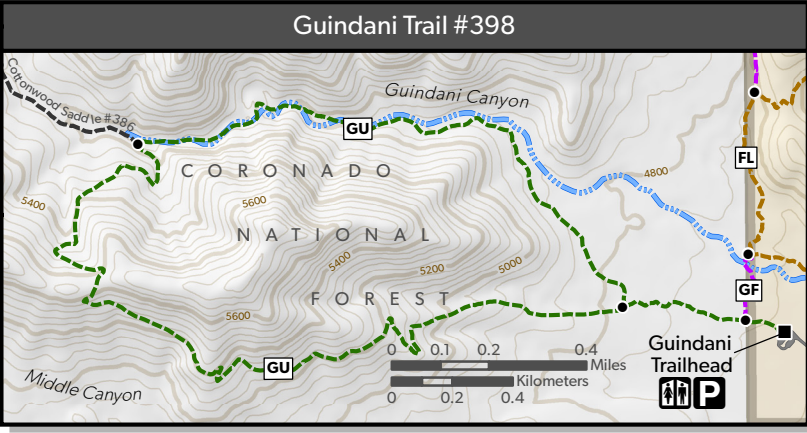 Guindani Trail #398
Cottonwood Saddle #386
Guindani Canyon
GU
FL
4800
CORONADO
5400
5600
NATIONAL
5400
5200
5000
FOREST
GF
5600
Guindani
Trailhead
P
0 0.1 0.2 0.4
Miles
Kilometers
0 0.2 0.4
GU
Middle Canyon